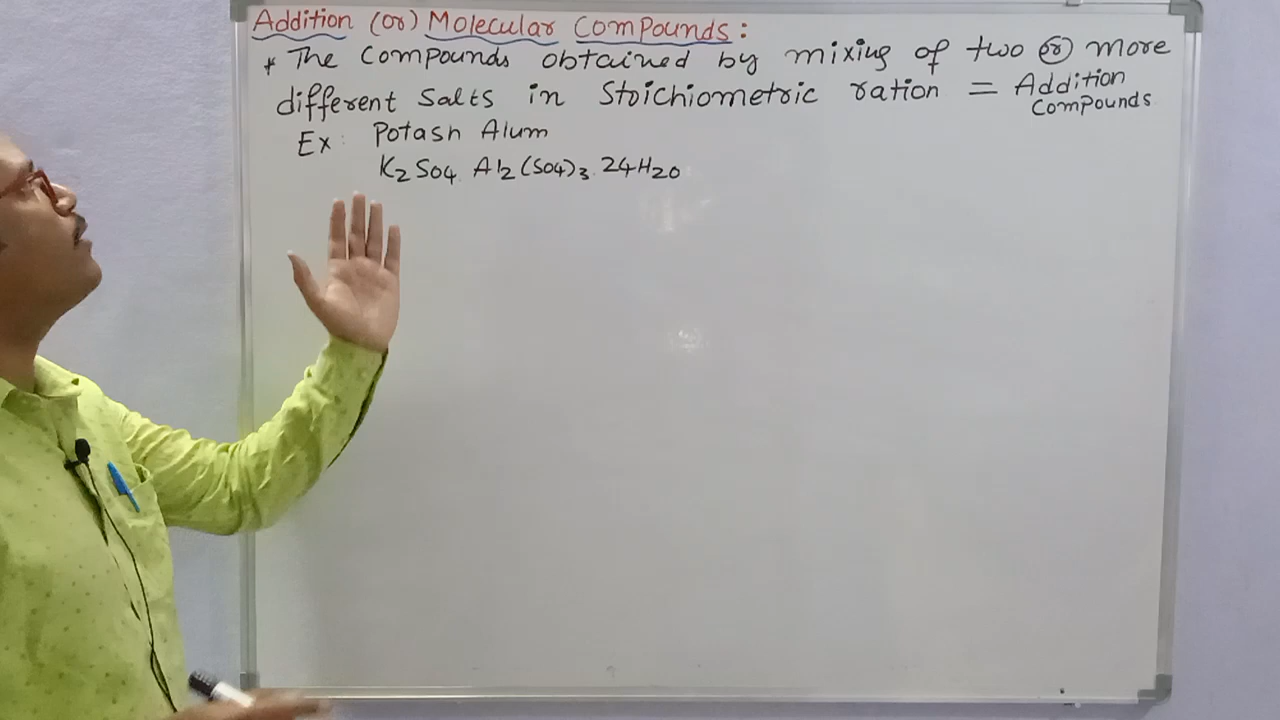 Addition (or) Molecular Compounds:
* The Compounds obtained by mixing of two (or) more
different Salts in Stoichiometric ration = Addition Compounds
Ex: Potash Alum
K2SO4. Al2(SO4)3. 24H2O